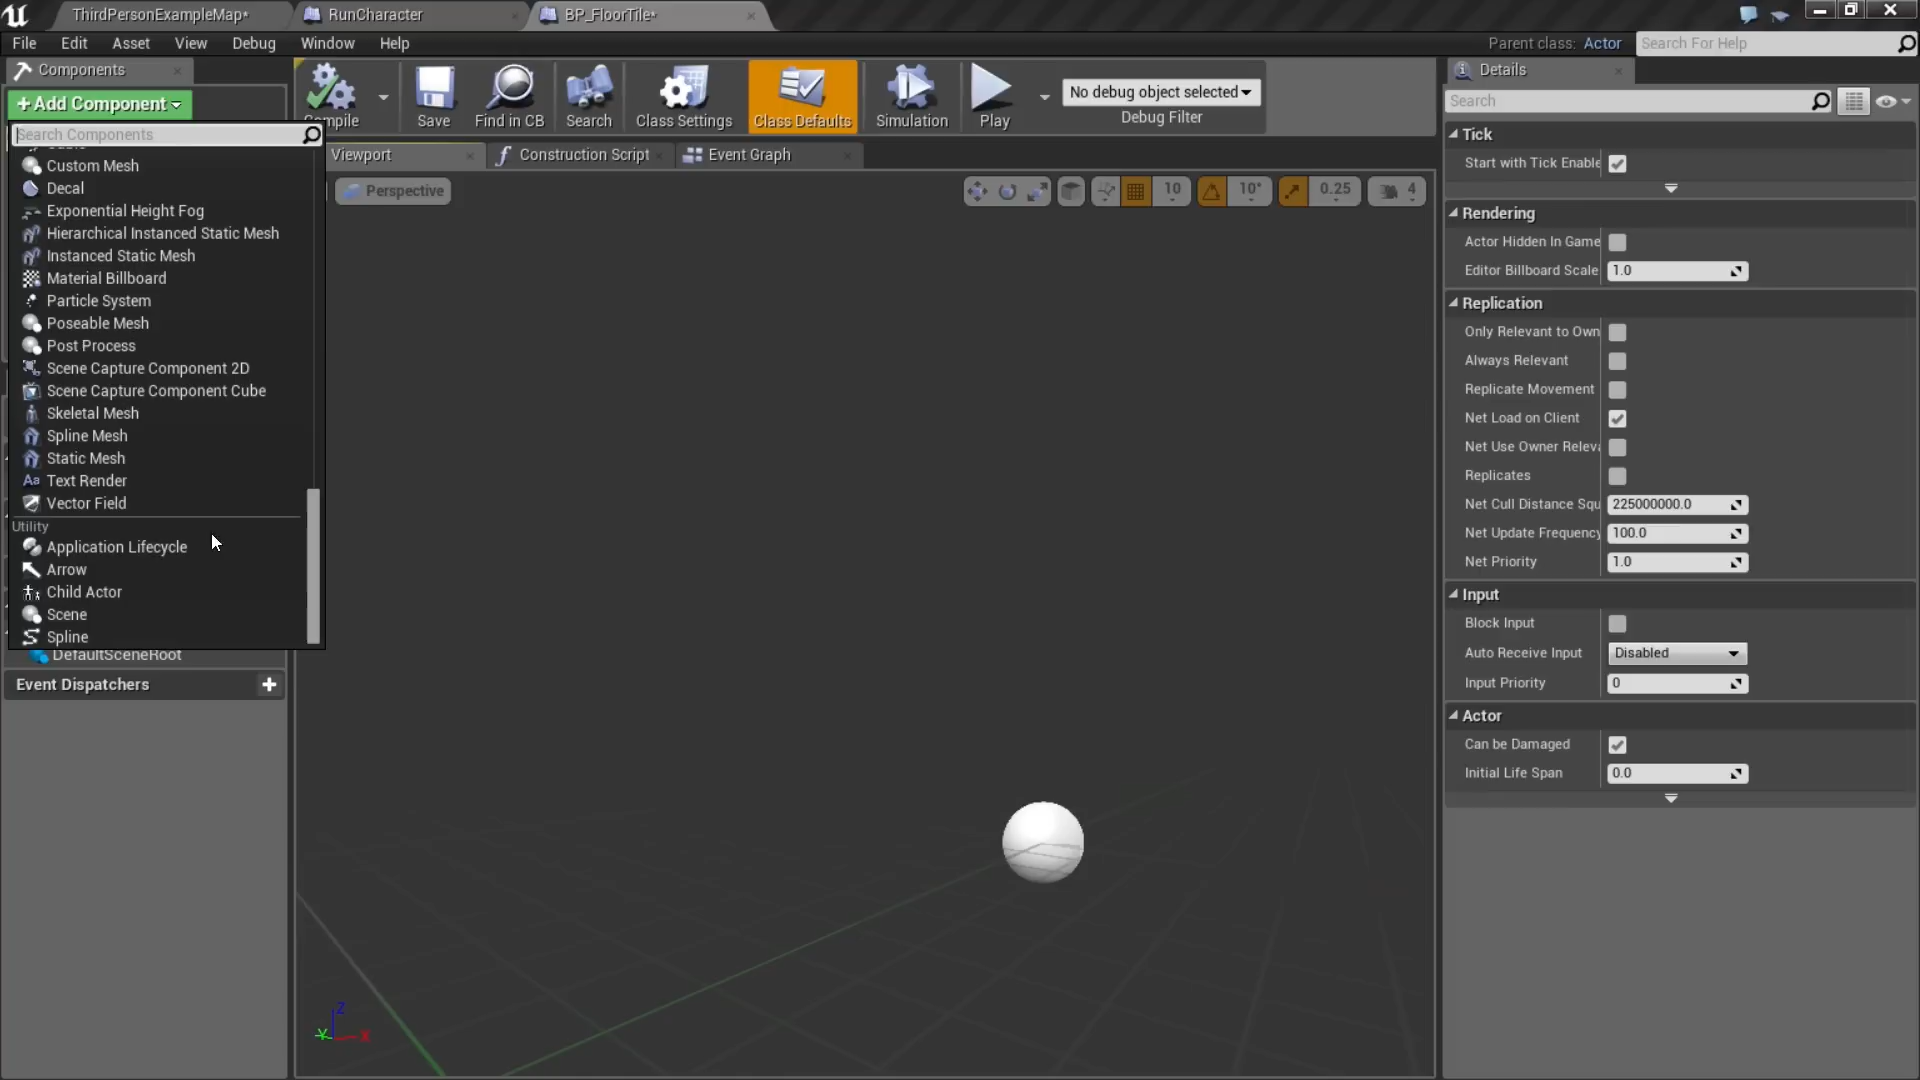 ThirdPersonExampleMap*
RunCharacter
BP_FloorTile*
File Edit Asset View Debug Window Help
Parent class: Actor
Search For Help
Components
+Add Component
Search Components
Custom Mesh
Decal
Exponential Height Fog
Hierarchical Instanced Static Mesh
Instanced Static Mesh
Material Billboard
Particle System
Poseable Mesh
Post Process
Scene Capture Component 2D
Scene Capture Component Cube
Skeletal Mesh
Spline Mesh
Static Mesh
Aa Text Render
Vector Field
Utility
Application Lifecycle
Arrow
Child Actor
Scene
Spline
DefaultSceneRoot
Event Dispatchers
Compile
Save
Find in CB
Search
Class Settings
Class Defaults
Simulation
Play
No debug object selected
Debug Filter
Viewport
Construction Script
Event Graph
Perspective
10
10°
0.25
4
Z
Y
X
Details
Search
Tick
Start with Tick Enable
Rendering
Actor Hidden In Game
Editor Billboard Scale 1.0
Replication
Only Relevant to Own
Always Relevant
Replicate Movement
Net Load on Client
Net Use Owner Releva
Replicates
Net Cull Distance Squ 225000000.0
Net Update Frequency 100.0
Net Priority 1.0
Input
Block Input
Auto Receive Input Disabled
Input Priority 0
Actor
Can be Damaged
Initial Life Span 0.0